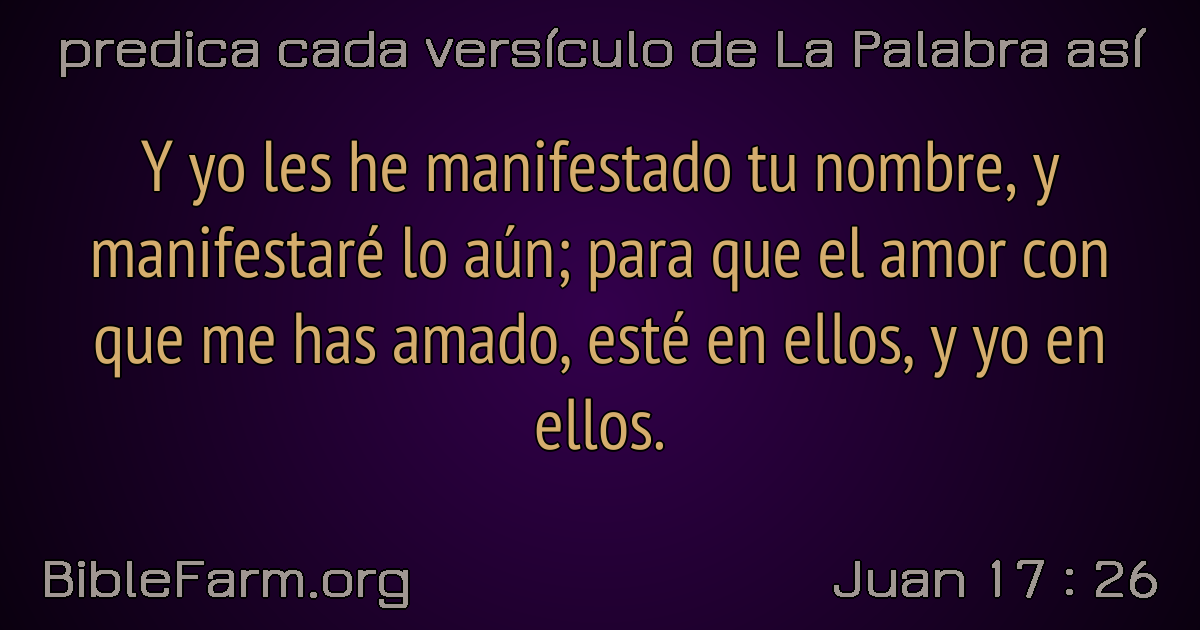 predica cada versículo de La Palabra así
Y yo les he manifestado tu nombre, y
manifestaré lo aún; para que el amor con
que me has amado, esté en ellos, y yo en
ellos.
BibleFarm.org
Juan 17 : 26